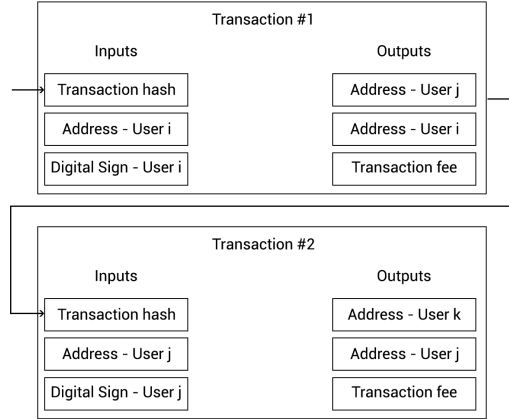 Transaction #1
Inputs Outputs
Transaction hash Address - User j
Address - User i Address - User i
Digital Sign - User i Transaction fee
Transaction #2
Inputs Outputs
Transaction hash Address - User k
Address - User j Address - User j
Digital Sign - User j Transaction fee